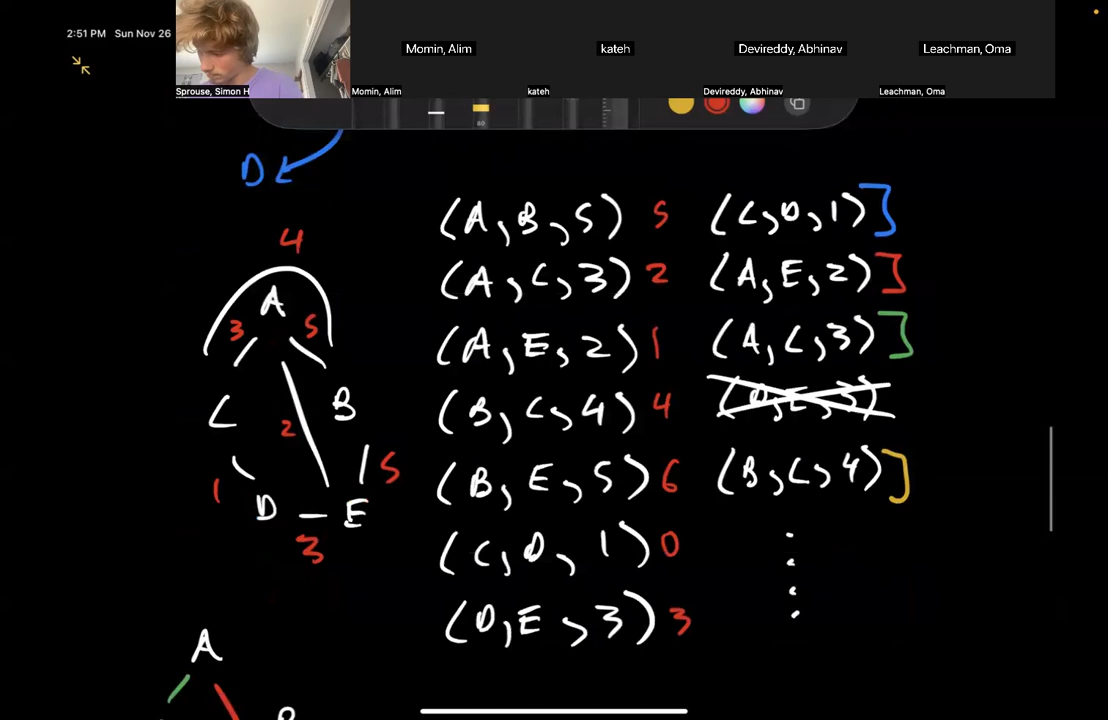 2:51 PM Sun Nov 26
Momin, Alim
kateh
Devireddy, Abhinav
Leachman, Oma
Sprouse, Simon H
Momin, Alim
kateh
Devireddy, Abhinav
Leachman, Oma
80
D
4
A
3 5
C
2
B
1
D
E
5
3
(A,B,5) 5
(A,C,3) 2
(A,E,2) 1
(B,C,4) 4
(B,E,5) 6
(C,D,1) 0
(D,E,3) 3
(C,D,1)]
(A,E,2)]
(A,C,3)]
(D,E,3)
(B,C,4)]
A